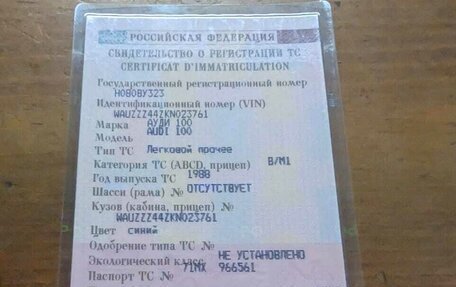 РОССИЙСКАЯ ФЕДЕРАЦИЯ
СВИДЕТЕЛЬСТВО О РЕГИСТРАЦИИ ТС
CERTIFICAT D'IMMATRICULATION
Государственный регистрационный номер
Н080ВУ323
Идентификационный номер (VIN)
WAUZZZ44ZKN023761
Марка АУДИ 100
Модель AUDI 100
Тип ТС Легковой прочее
Категория ТС (ABCD, прицеп) B/M1
Год выпуска ТС 1988
Шасси (рама) № ОТСУТСТВУЕТ
Кузов (кабина, прицеп) №
WAUZZZ44ZKN023761
Цвет синий
Одобрение типа ТС №
Экологический класс НЕ УСТАНОВЛЕНО
Паспорт ТС № 71МХ 966561